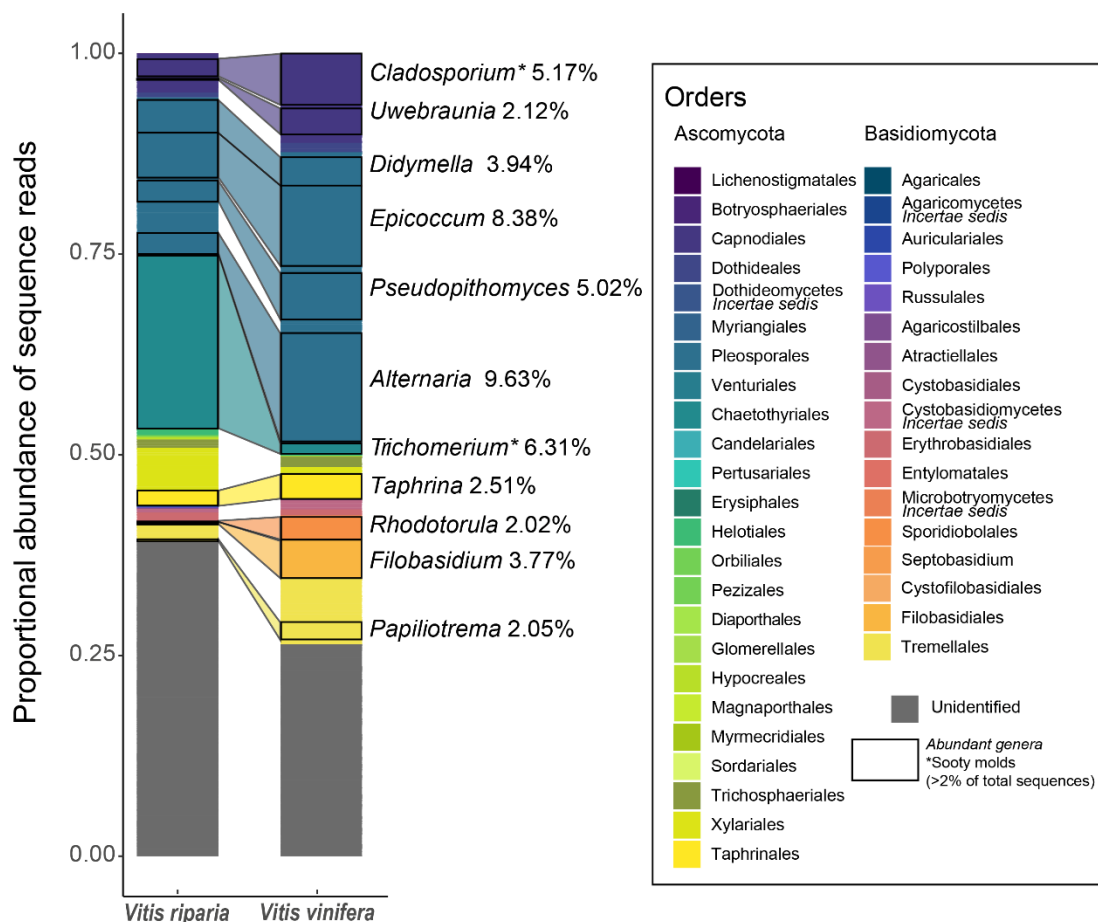 Proportional abundance of sequence reads
1.00
0.75
0.50
0.25
0.00
Vitis riparia
Vitis vinifera
Cladosporium* 5.17%
Uwebraunia 2.12%
Didymella 3.94%
Epicoccum 8.38%
Pseudopithomyces 5.02%
Alternaria 9.63%
Trichomerium* 6.31%
Taphrina 2.51%
Rhodotorula 2.02%
Filobasidium 3.77%
Papiliotrema 2.05%
Orders
Ascomycota
Lichenostigmatales
Botryosphaeriales
Capnodiales
Dothideales
Dothideomycetes
Incertae sedis
Myriangiales
Pleosporales
Venturiales
Chaetothyriales
Candelariales
Pertusariales
Erysiphales
Helotiales
Orbiliales
Pezizales
Diaporthales
Glomerellales
Hypocreales
Magnaporthales
Myrmecridiales
Sordariales
Trichosphaeriales
Xylariales
Taphrinales
Basidiomycota
Agaricales
Agaricomycetes
Incertae sedis
Auriculariales
Polyporales
Russulales
Agaricostilbales
Atractiellales
Cystobasidiales
Cystobasidiomycetes
Incertae sedis
Erythrobasidiales
Entylomatales
Microbotryomycetes
Incertae sedis
Sporidiobolales
Septobasidium
Cystofilobasidiales
Filobasidiales
Tremellales
Unidentified
Abundant genera
*Sooty molds
(>2% of total sequences)